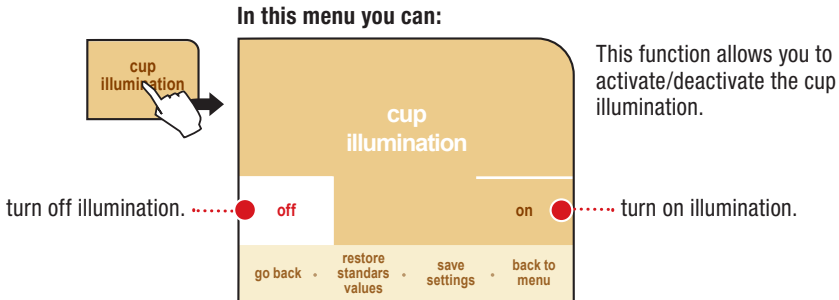 In this menu you can:
cup
illumination
This function allows you to
activate/deactivate the cup
illumination.
cup
illumination
turn off illumination.
off
on
turn on illumination.
go back
restore
standars
values
save
settings
back to
menu